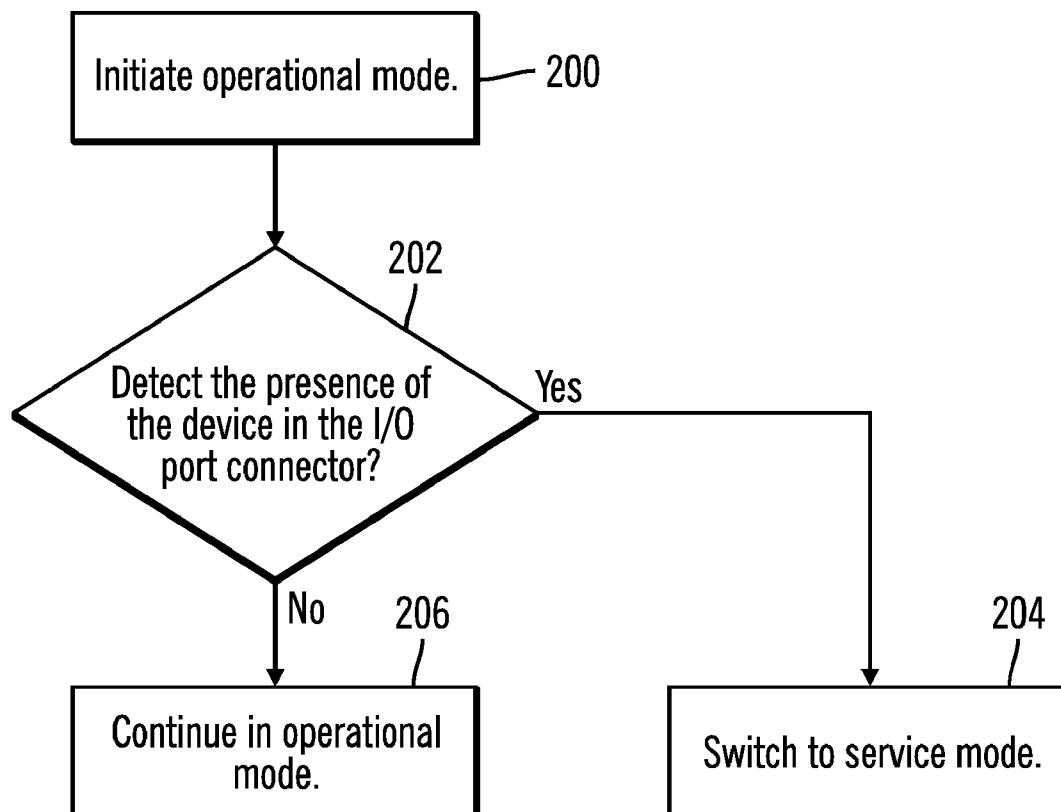 Initiate operational mode.
200
202
Detect the presence of
the device in the I/O
port connector?
Yes
No
206
204
Continue in operational
mode.
Switch to service mode.